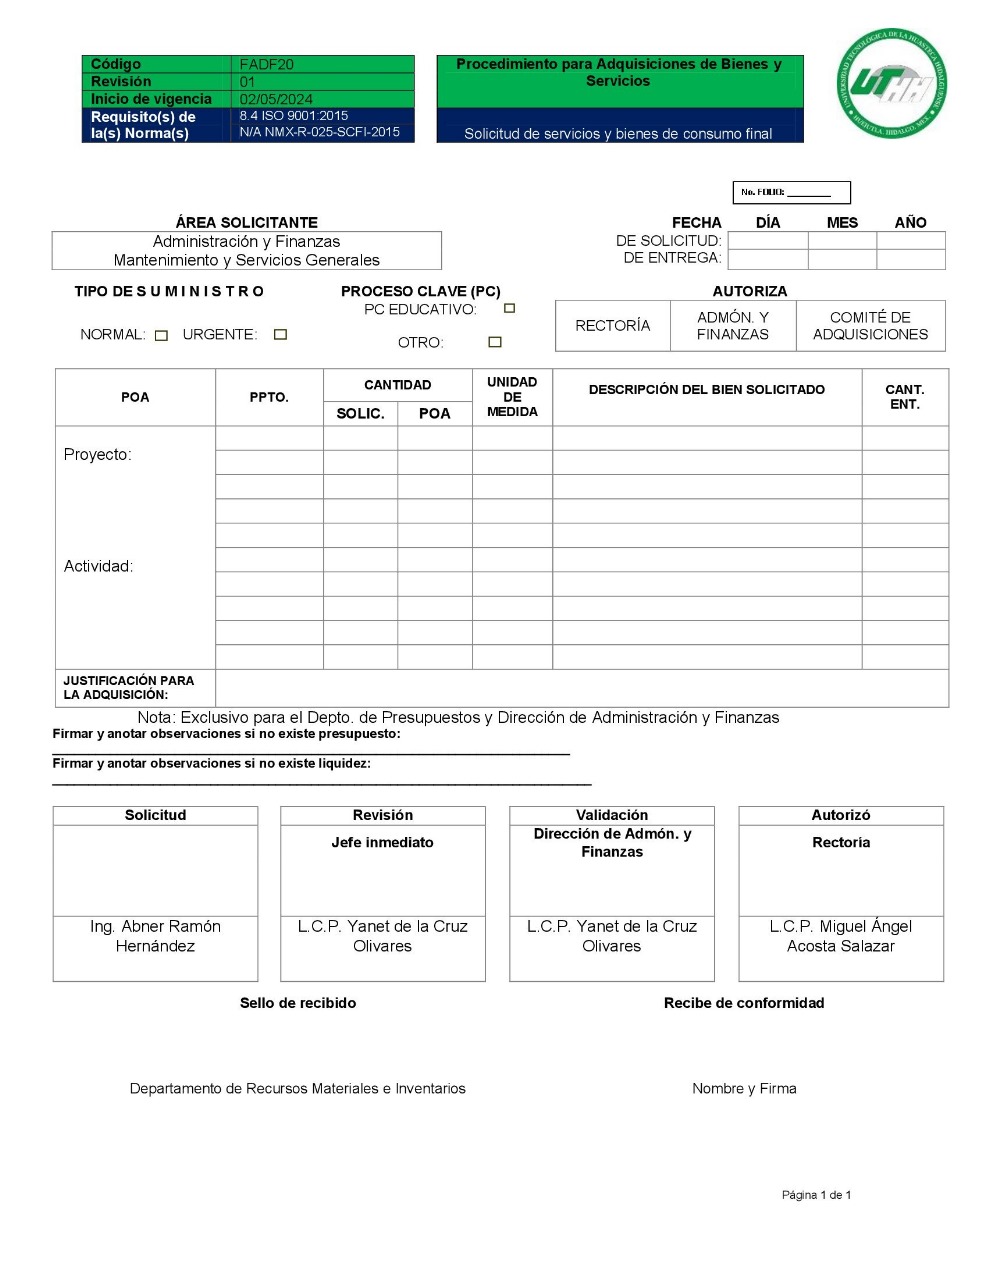 Código FADF20
Revisión 01
Inicio de vigencia 02/05/2024
Requisito(s) de la(s) Norma(s) 8.4 ISO 9001:2015
N/A NMX-R-025-SCFI-2015
Procedimiento para Adquisiciones de Bienes y
Servicios
Solicitud de servicios y bienes de consumo final
UNIVERSIDAD TECNOLÓGICA DE LA HUASTECA HIDALGUENSE
UTHH
HUEJUTLA, HIDALGO, MEX.
No. FOLIO: ________
ÁREA SOLICITANTE
Administración y Finanzas
Mantenimiento y Servicios Generales
FECHA DÍA MES AÑO
DE SOLICITUD:
DE ENTREGA:
TIPO DE S U M I N I S T R O
NORMAL: URGENTE:
PROCESO CLAVE (PC)
PC EDUCATIVO:
OTRO:
AUTORIZA
RECTORÍA
ADMÓN. Y
FINANZAS
COMITÉ DE
ADQUISICIONES
POA PPTO. CANTIDAD UNIDAD DE MEDIDA DESCRIPCIÓN DEL BIEN SOLICITADO CANT. ENT.
SOLIC. POA
Proyecto:
Actividad:
JUSTIFICACIÓN PARA
LA ADQUISICIÓN:
Nota: Exclusivo para el Depto. de Presupuestos y Dirección de Administración y Finanzas
Firmar y anotar observaciones si no existe presupuesto:
Firmar y anotar observaciones si no existe liquidez:
Solicitud Revisión Validación Autorizó
Jefe inmediato
Dirección de Admón. y
Finanzas
Rectoría
Ing. Abner Ramón
Hernández
L.C.P. Yanet de la Cruz
Olivares
L.C.P. Yanet de la Cruz
Olivares
L.C.P. Miguel Ángel
Acosta Salazar
Sello de recibido Recibe de conformidad
Departamento de Recursos Materiales e Inventarios Nombre y Firma
Página 1 de 1